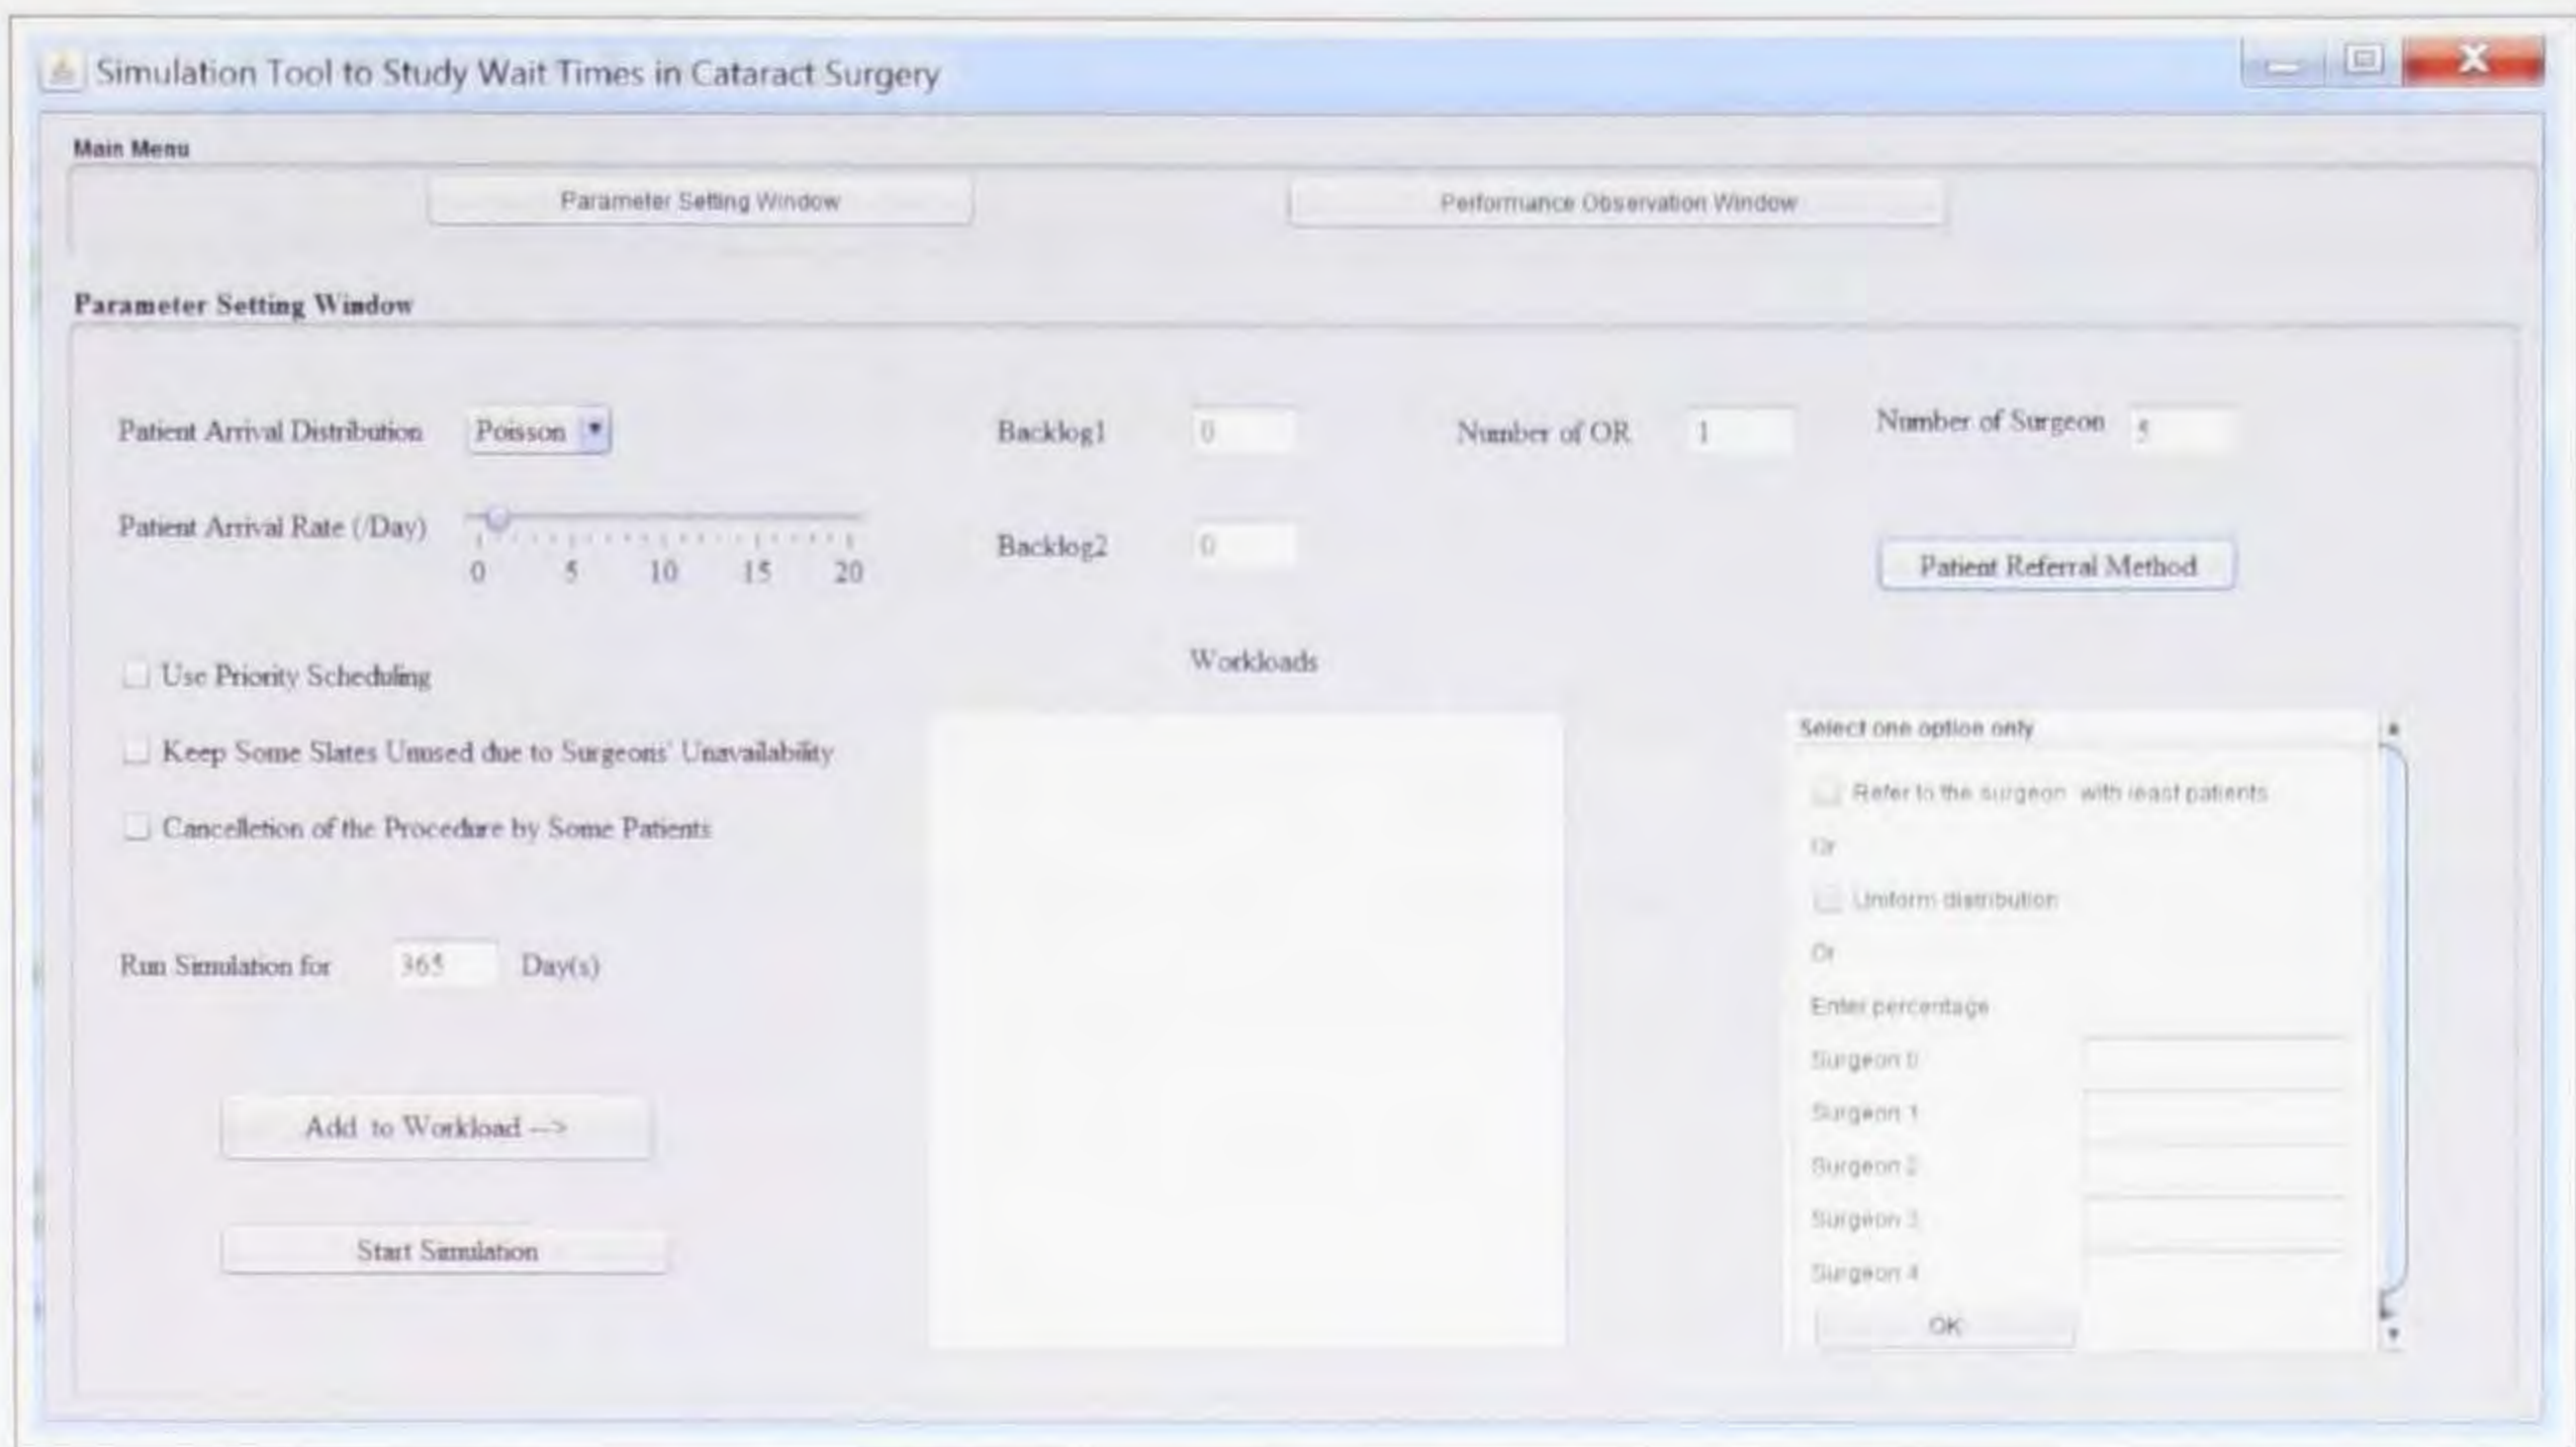 Simulation Tool to Study Wait Times in Cataract Surgery
Main Menu
Parameter Setting Window
Performance Observation Window
Parameter Setting Window
Patient Arrival Distribution
Poisson
Backlog1
0
Number of OR
1
Number of Surgeon
5
Patient Arrival Rate (/Day)
0 5 10 15 20
Backlog2
0
Patient Referral Method
Use Priority Scheduling
Keep Some Slates Unused due to Surgeons' Unavailability
Cancelletion of the Procedure by Some Patients
Run Simulation for
365
Day(s)
Add to Workload -->
Start Simulation
Workloads
Select one option only
Refer to the surgeon with least patients
Or
Uniform distribution
Or
Enter percentage
Surgeon 0
Surgeon 1
Surgeon 2
Surgeon 3
Surgeon 4
OK